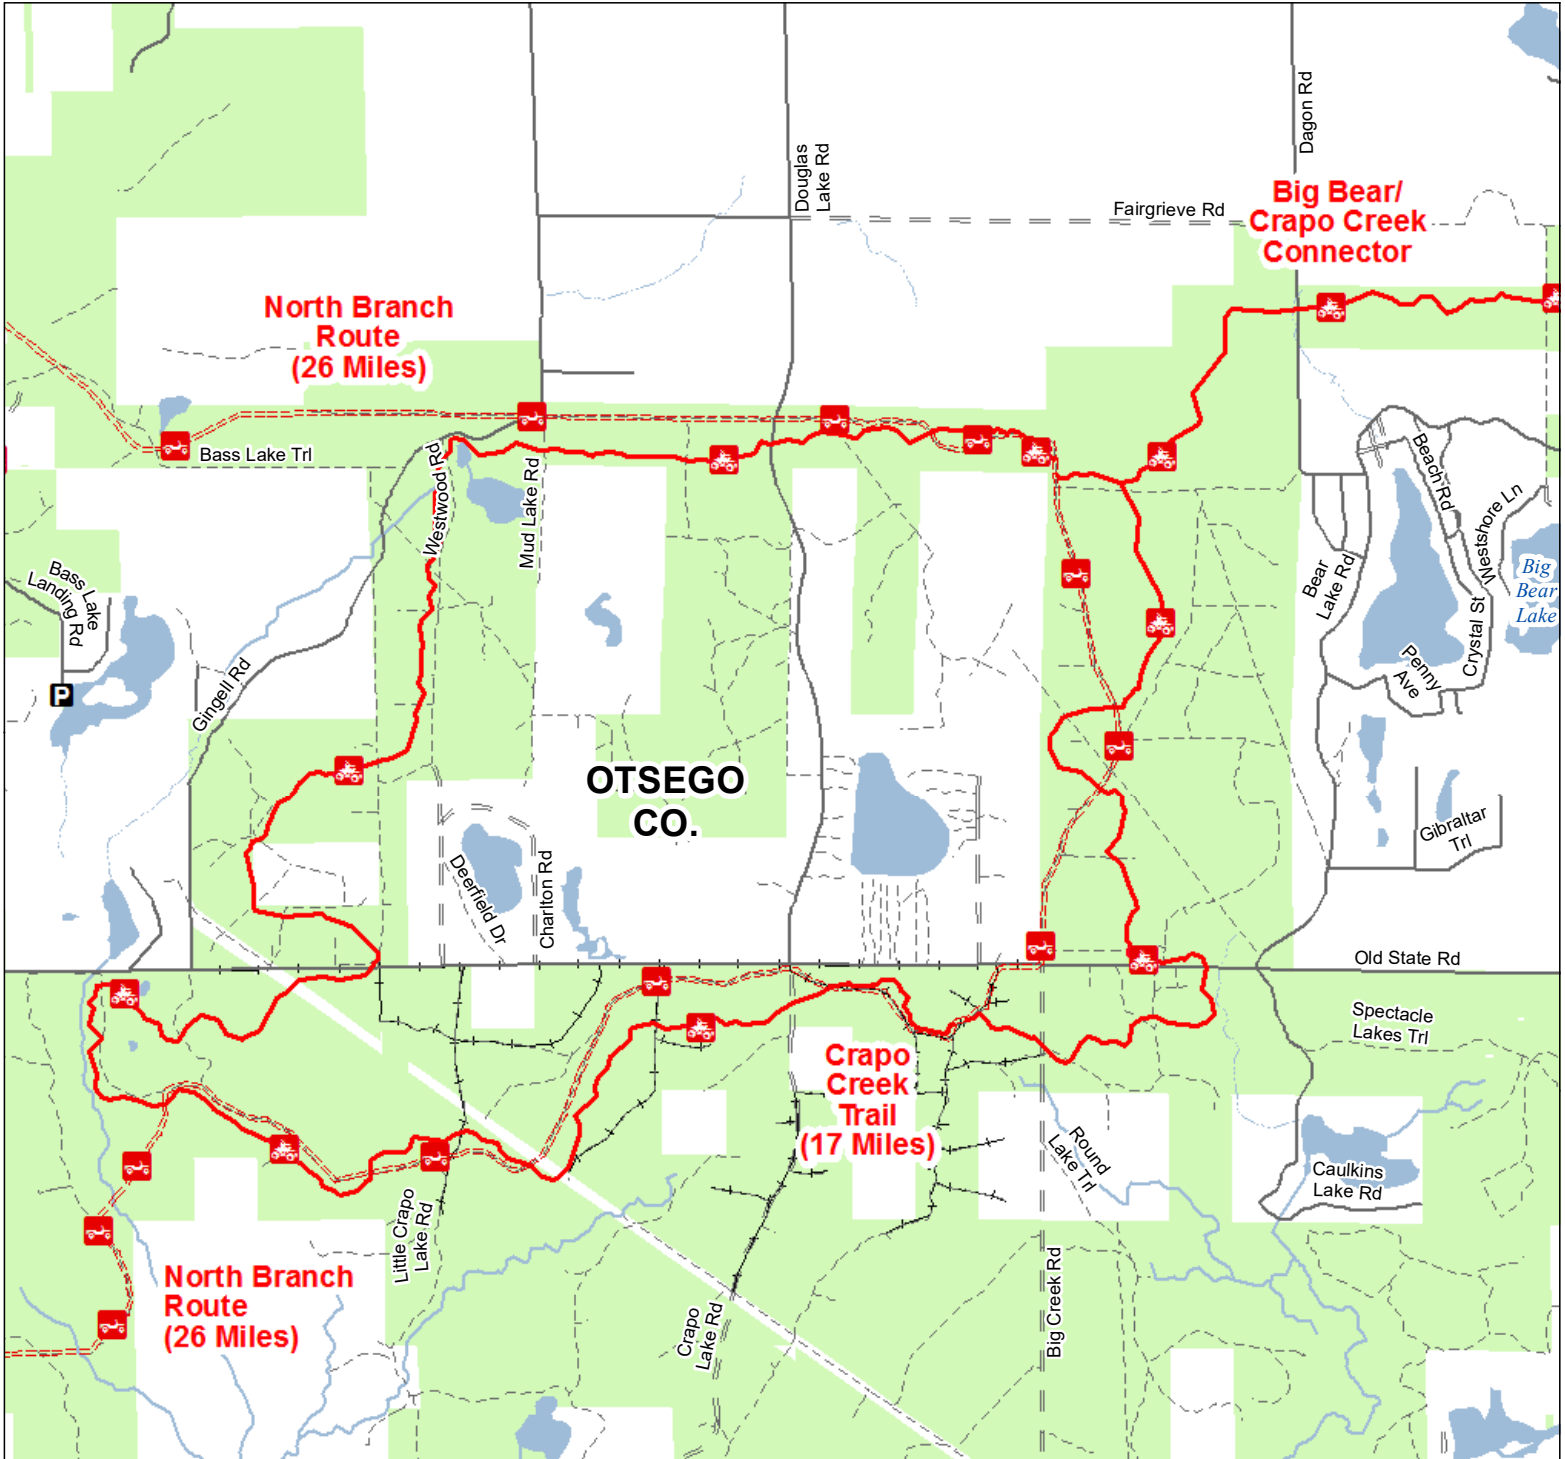 Dagon Rd
Douglas
Lake Rd
Fairgrieve Rd
Big Bear/
Crapo Creek
Connector
North Branch
Route
(26 Miles)
Bass Lake Trl
Westwood Rd
Mud Lake Rd
Beach Rd
Westshore Ln
Bass Lake
Landing Rd
Bear
Lake Rd
Big
Bear
Lake
Crystal St
Penny
Ave
P
Gingell Rd
OTSEGO
CO.
Gibraltar
Trl
Deerfield Dr
Charlton Rd
Old State Rd
Spectacle
Lakes Trl
Crapo
Creek
Trail
(17 Miles)
Round
Lake Trl
Caulkins
Lake Rd
Little Crapo
Lake Rd
North Branch
Route
(26 Miles)
Crapo
Lake Rd
Big Creek Rd